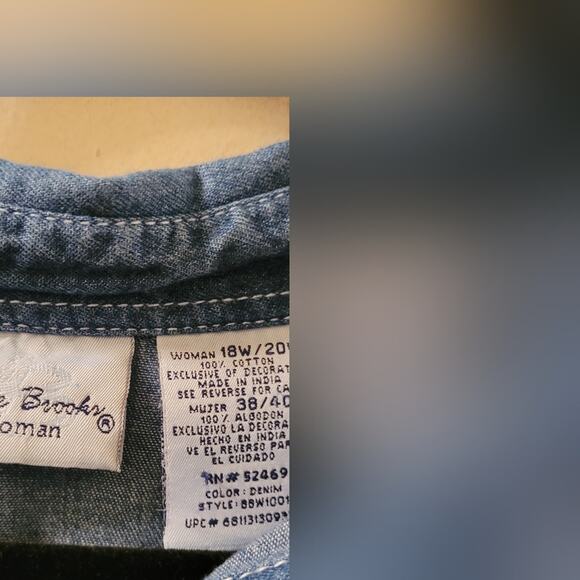 Brooks®
oman
WOMAN 18W/20
100% COTTON
EXCLUSIVE OF DECORAT
MADE IN INDIA
SEE REVERSE FOR CA
MUJER 38/40
100% ALGODON
EXCLUSIVO LA DECORA
HECHO EN INDIA
VE EL REVERSO PAR
EL CUIDADO
RN# 52469
COLOR: DENIM
STYLE: 88W1001
UPC# 681131309